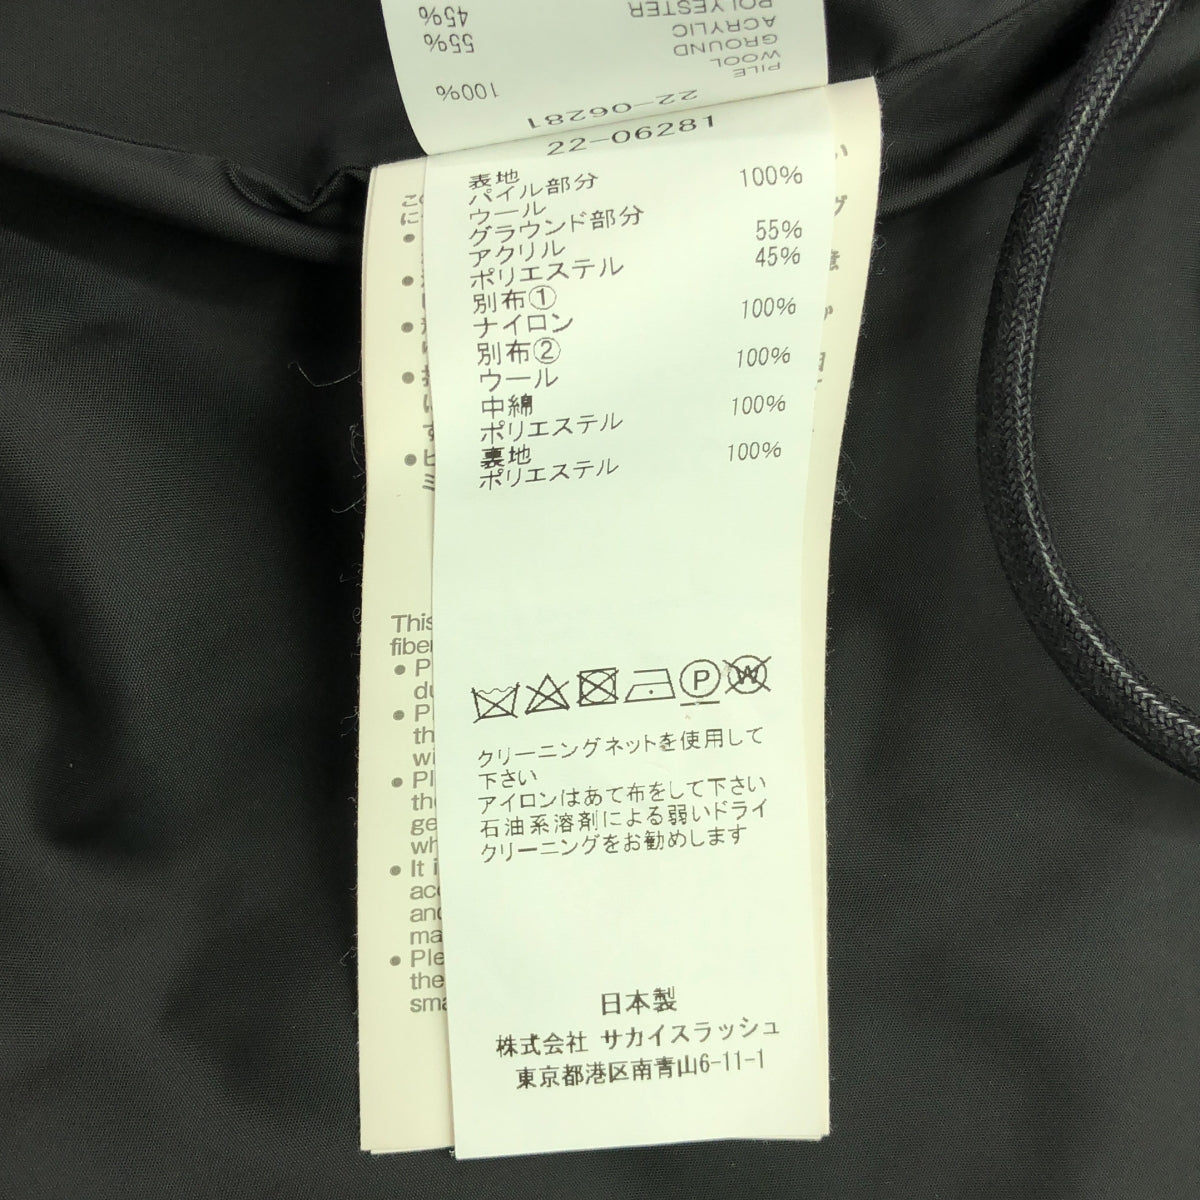 PILE
WOOL 100%
GROUND
ACRYLIC 55%
POLYESTER 45%
22-06281
22-06281
表地
パイル部分
ウール 100%
グラウンド部分
アクリル 55%
ポリエステル 45%
別布①
ナイロン 100%
別布②
ウール 100%
中綿
ポリエステル 100%
裏地
ポリエステル 100%
P W
クリーニングネットを使用して
下さい
アイロンはあて布をして下さい
石油系溶剤による弱いドライ
クリーニングをお勧めします
日本製
株式会社 サカイスラッシュ
東京都港区南青山6-11-1
This